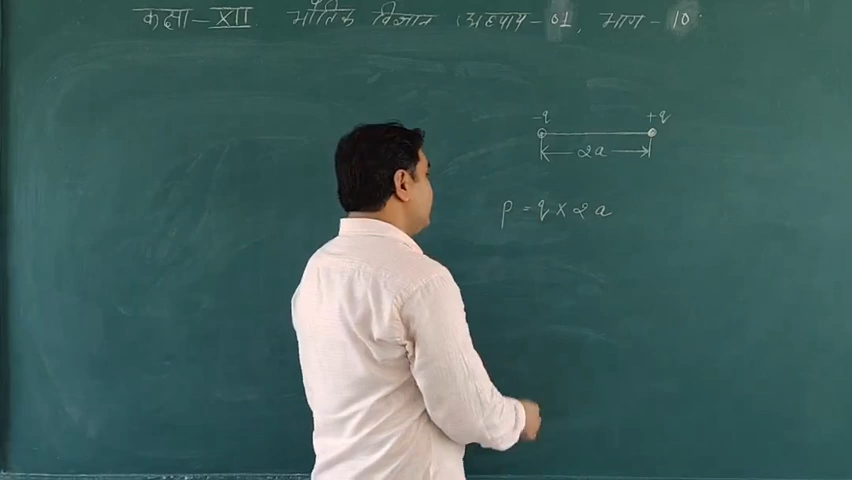 कक्षा - XII. भौतिक विज्ञान (अध्याय - 01, भाग - 10)
-q +q
2a
p = q x 2a